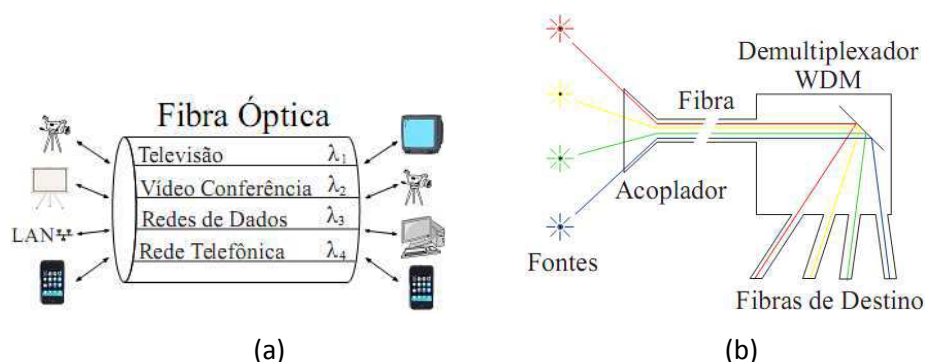 Fibra Óptica
Televisão λ1
Vídeo Conferência λ2
Redes de Dados λ3
LAN
Rede Telefônica λ4
(a)
Demultiplexador
WDM
Fibra
Acoplador
Fontes
Fibras de Destino
(b)